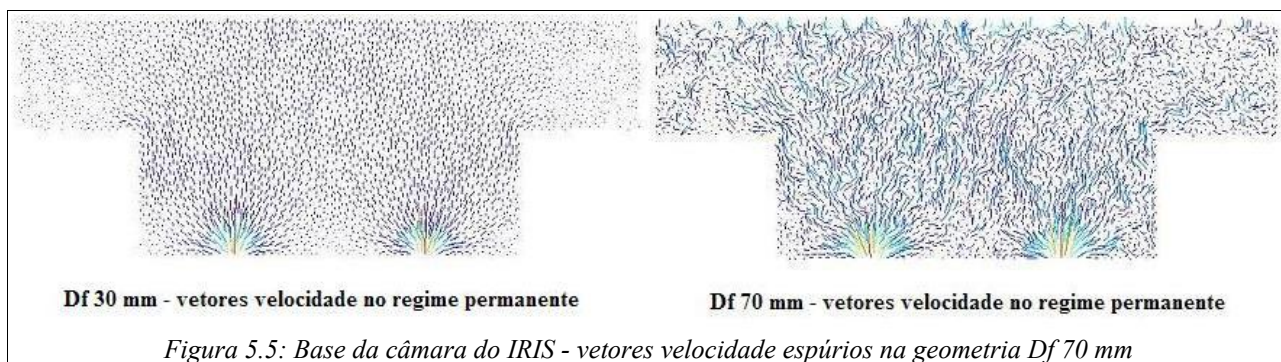 Df 30 mm - vetores velocidade no regime permanente
Df 70 mm - vetores velocidade no regime permanente
Figura 5.5: Base da câmara do IRIS - vetores velocidade espúrios na geometria Df 70 mm